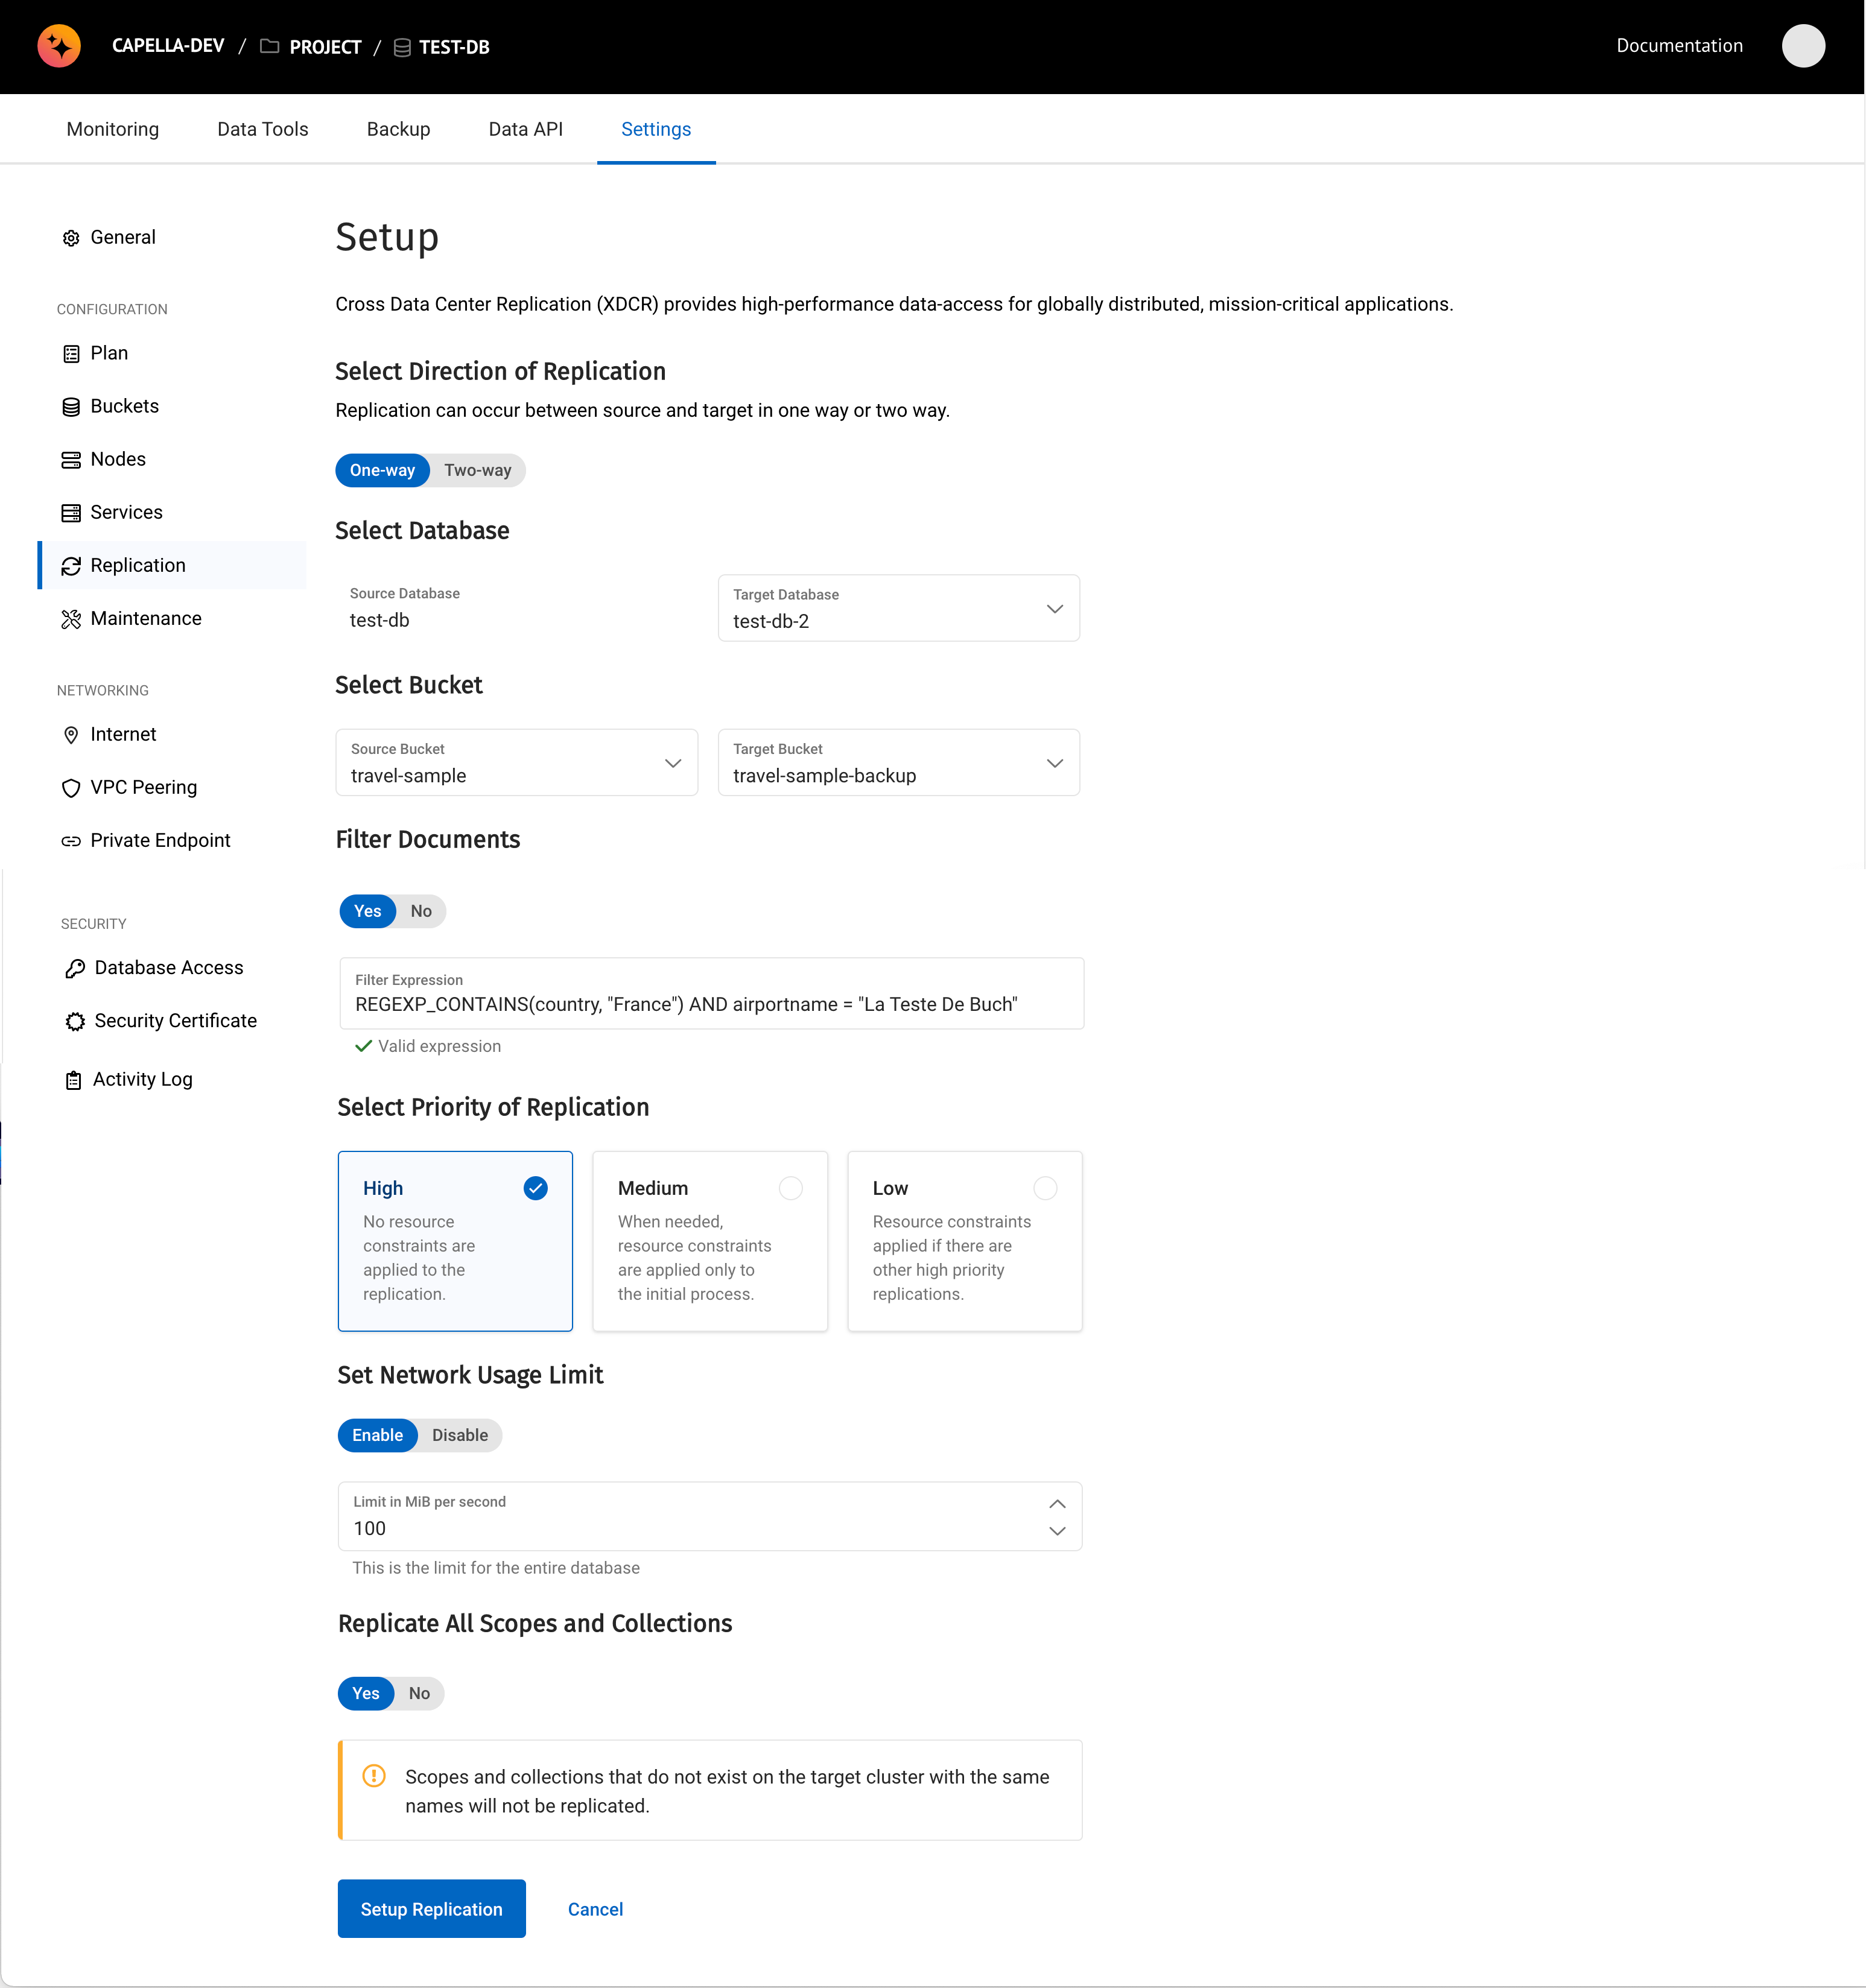 CAPELLA-DEV / PROJECT / TEST-DB
Documentation
Monitoring
Data Tools
Backup
Data API
Settings
General
CONFIGURATION
Plan
Buckets
Nodes
Services
Replication
Maintenance
NETWORKING
Internet
VPC Peering
Private Endpoint
SECURITY
Database Access
Security Certificate
Activity Log
Setup
Cross Data Center Replication (XDCR) provides high-performance data-access for globally distributed, mission-critical applications.
Select Direction of Replication
Replication can occur between source and target in one way or two way.
One-way
Two-way
Select Database
Source Database
test-db
Target Database
test-db-2
Select Bucket
Source Bucket
travel-sample
Target Bucket
travel-sample-backup
Filter Documents
Yes
No
Filter Expression
REGEXP_CONTAINS(country, "France") AND airportname = "La Teste De Buch"
Valid expression
Select Priority of Replication
High
No resource
constraints are
applied to the
replication.
Medium
When needed,
resource constraints
are applied only to
the initial process.
Low
Resource constraints
applied if there are
other high priority
replications.
Set Network Usage Limit
Enable
Disable
Limit in MiB per second
100
This is the limit for the entire database
Replicate All Scopes and Collections
Yes
No
Scopes and collections that do not exist on the target cluster with the same
names will not be replicated.
Setup Replication
Cancel